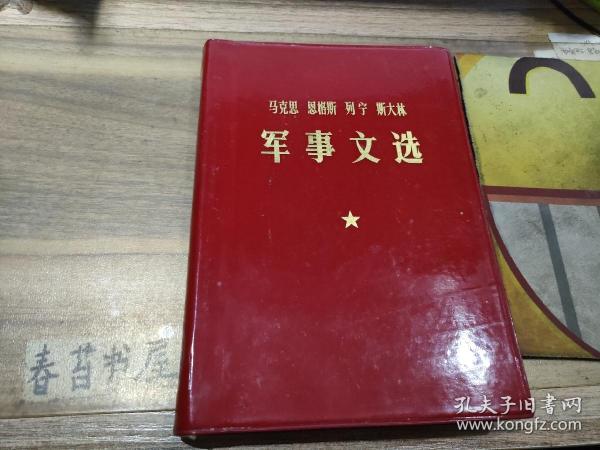 马克思 恩格斯 列宁 斯大林
军事文选
春苔书屋
孔夫子旧书网
www.kongfz.com